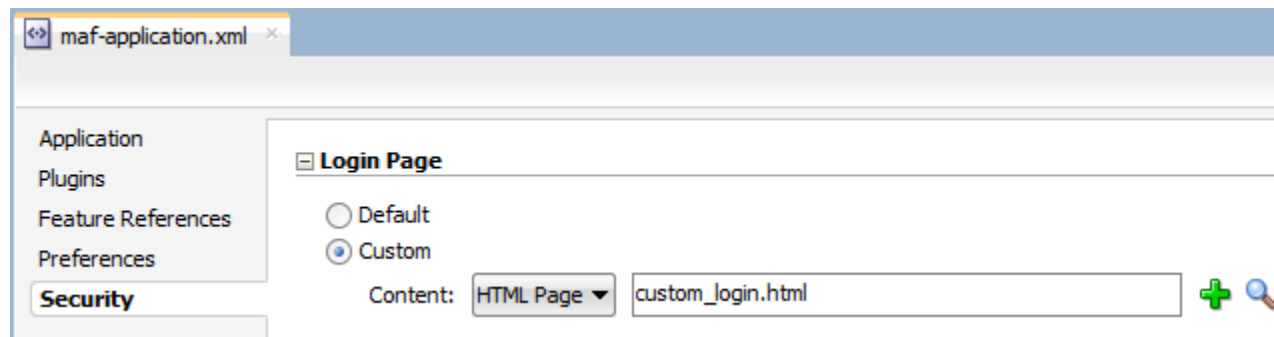 maf-application.xml
Application
Plugins
Feature References
Preferences
Security
Login Page
Default
Custom
Content: HTML Page custom_login.html